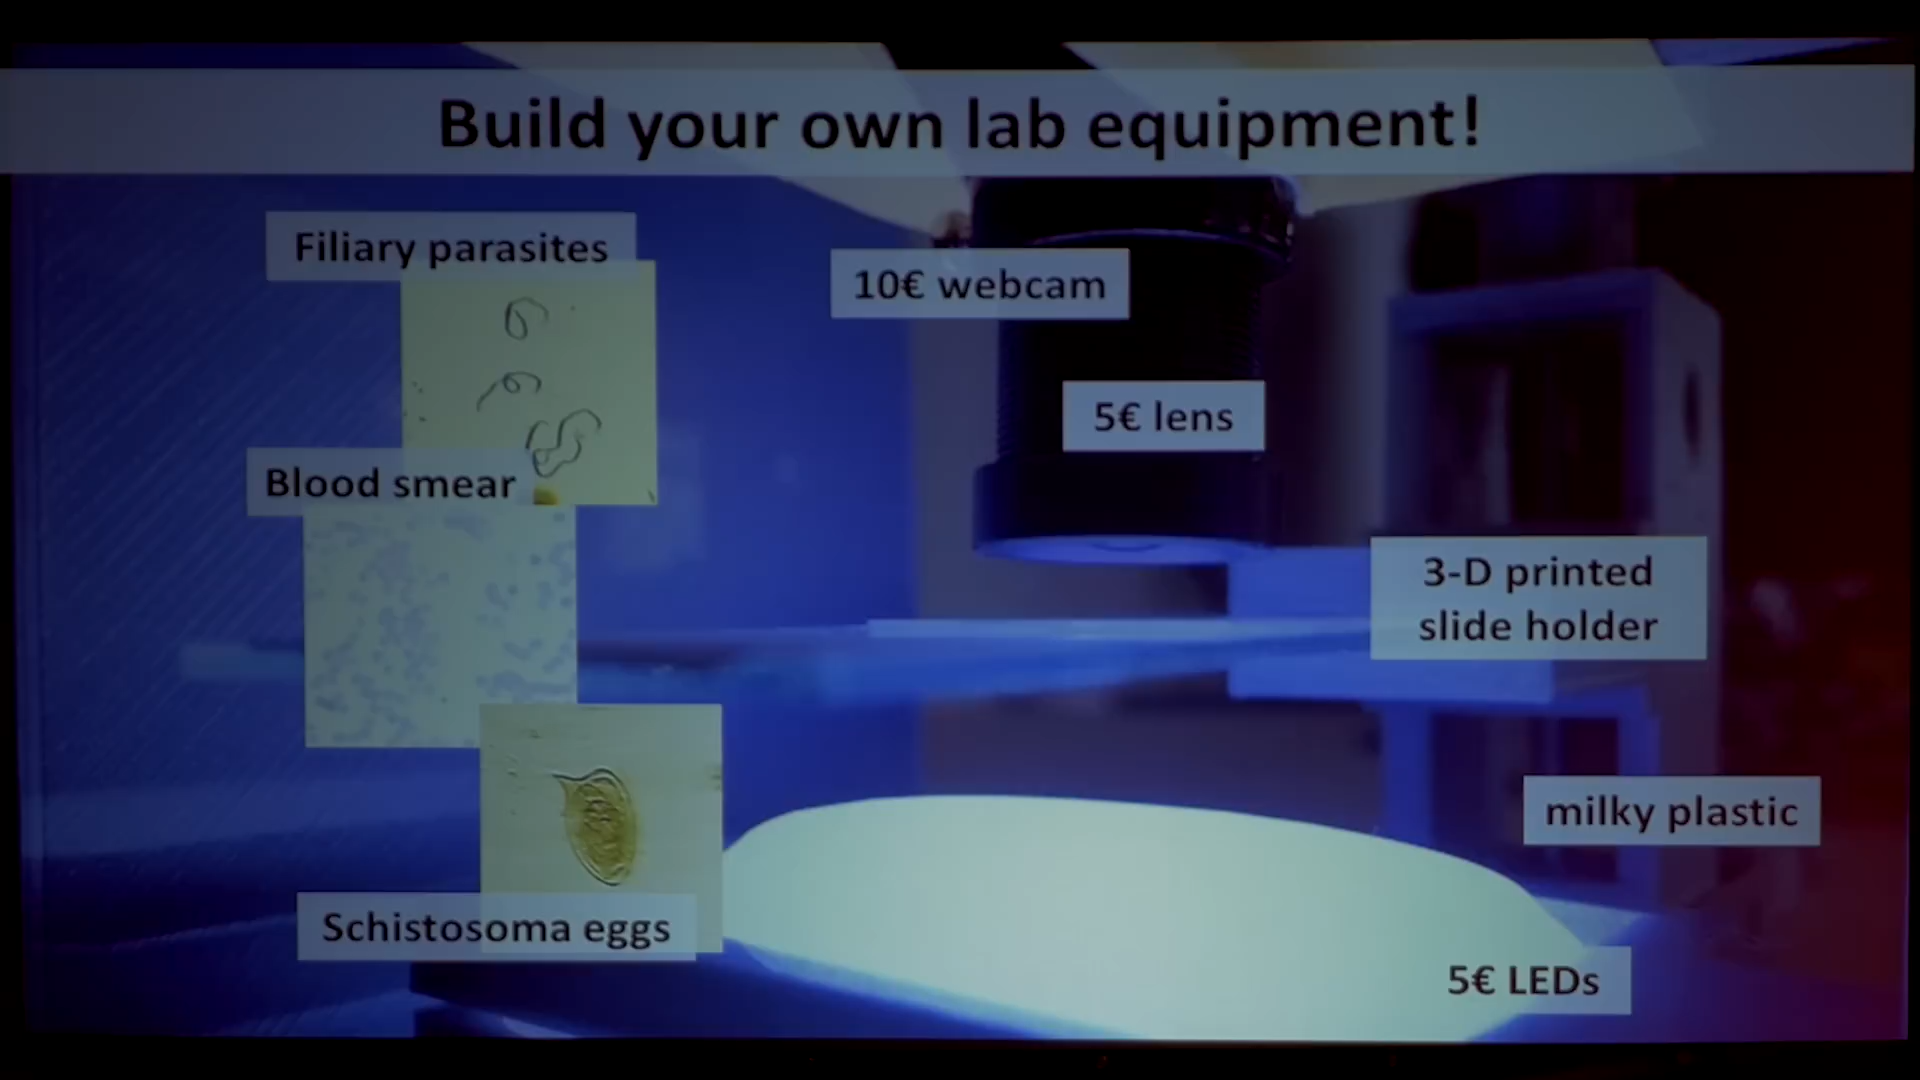 Build your own lab equipment!
Filiary parasites
10€ webcam
5€ lens
Blood smear
3-D printed
slide holder
milky plastic
Schistosoma eggs
5€ LEDs